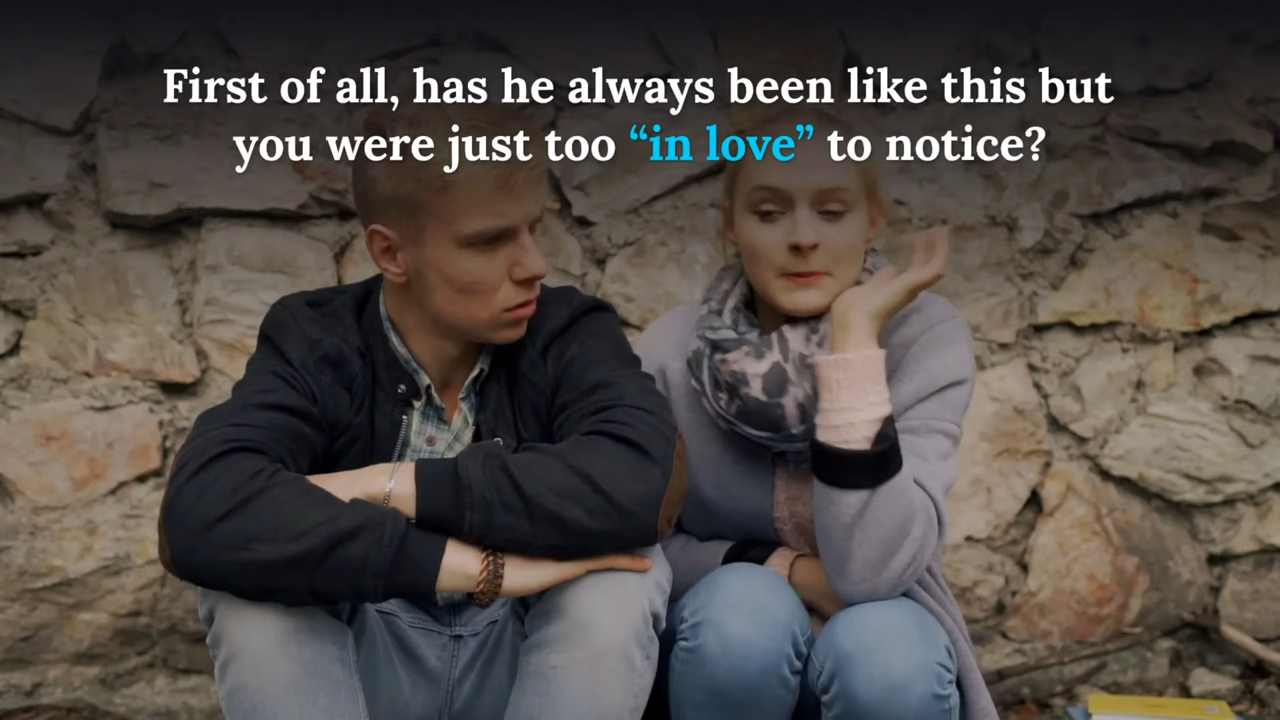 First of all, has he always been like this but
you were just too “in love” to notice?